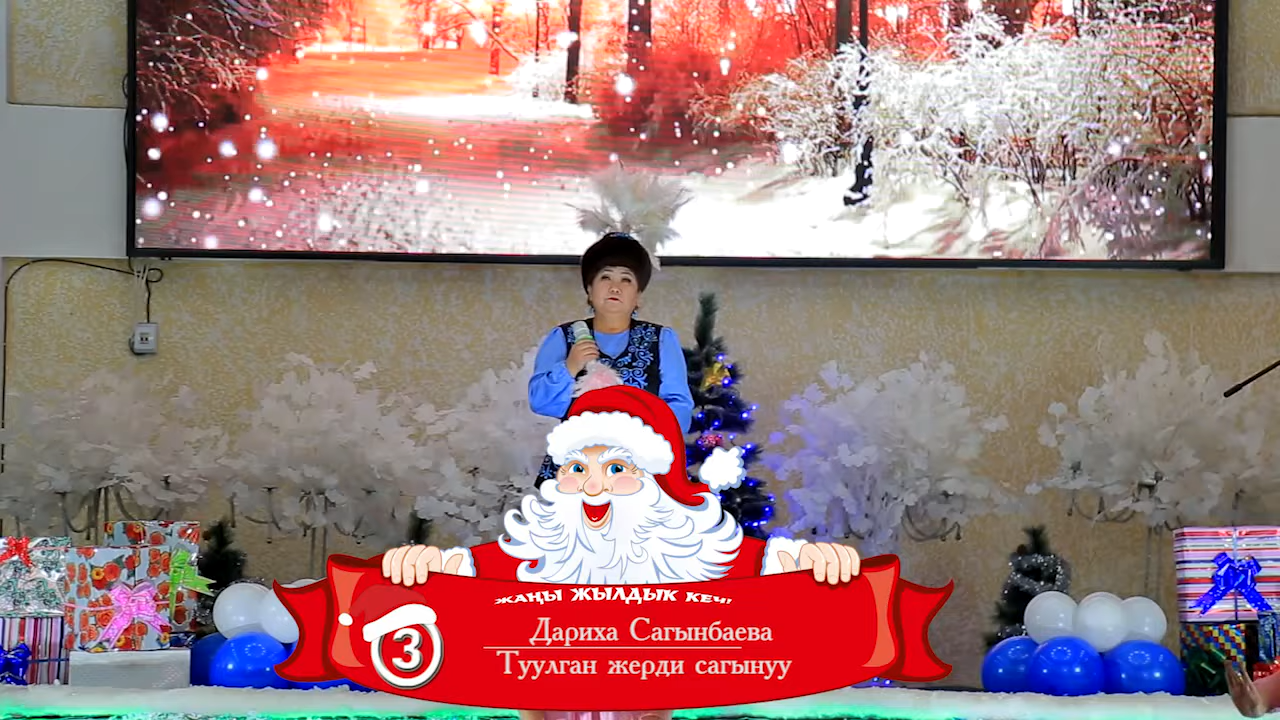 ЖАҢЫ ЖЫЛДЫК КЕЧ!
3
Дариха Сагынбаева
Туулган жерди сагынуу